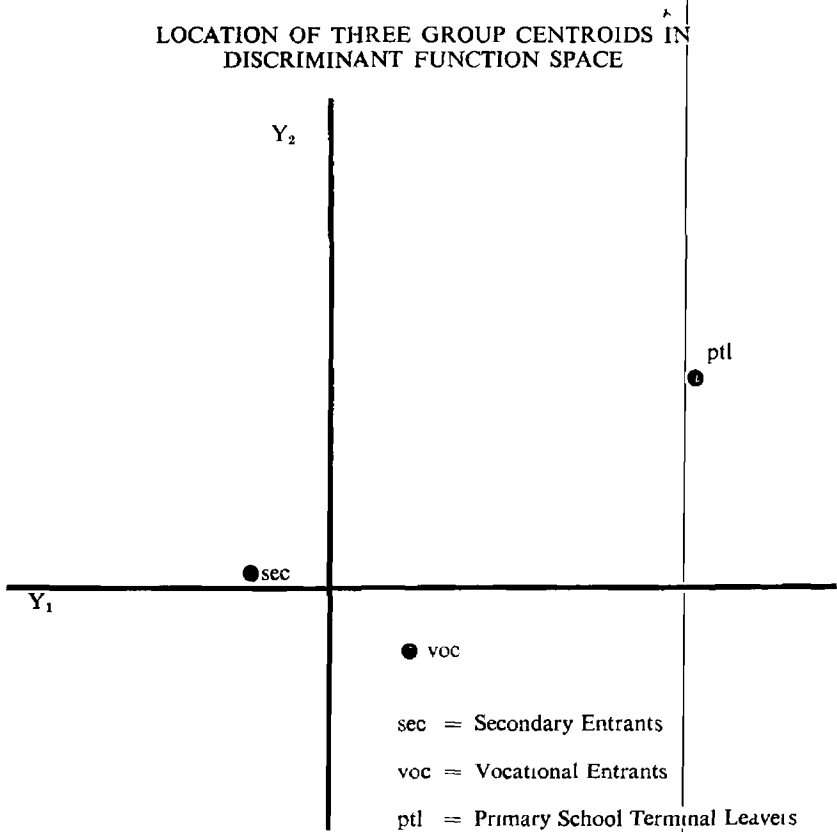 LOCATION OF THREE GROUP CENTROIDS IN
DISCRIMINANT FUNCTION SPACE
Y₂
ptl
sec
Y₁
voc
sec = Secondary Entrants
voc = Vocational Entrants
ptl = Primary School Terminal Leavers